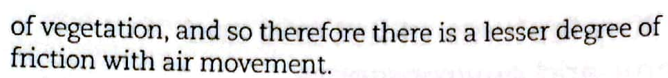 of vegetation, and so therefore there is a lesser degree of
friction with air movement.